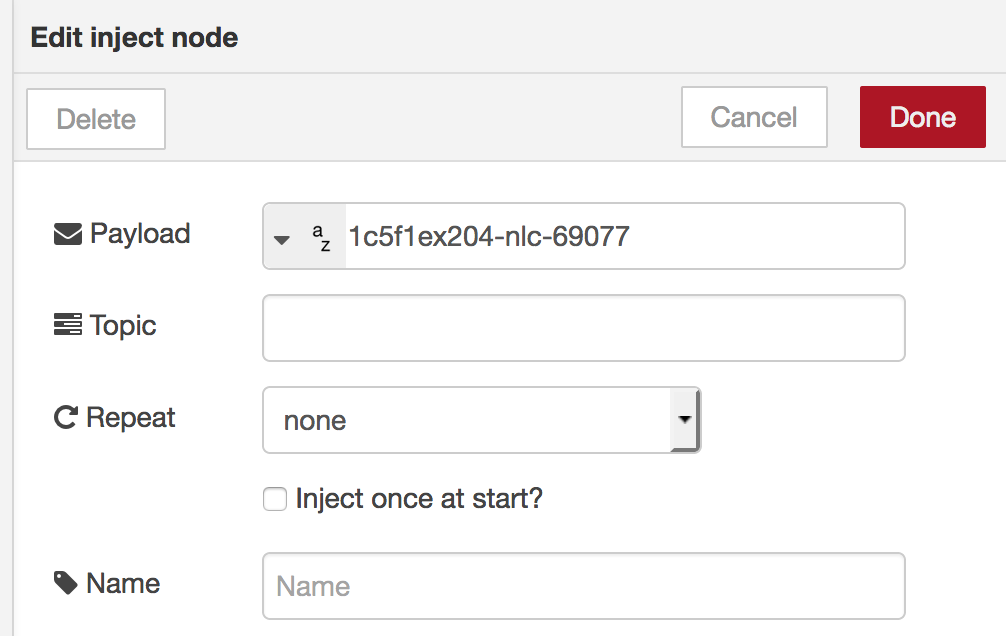 Edit inject node
Delete Cancel Done
Payload az 1c5f1ex204-nlc-69077
Topic
Repeat none
Inject once at start?
Name Name